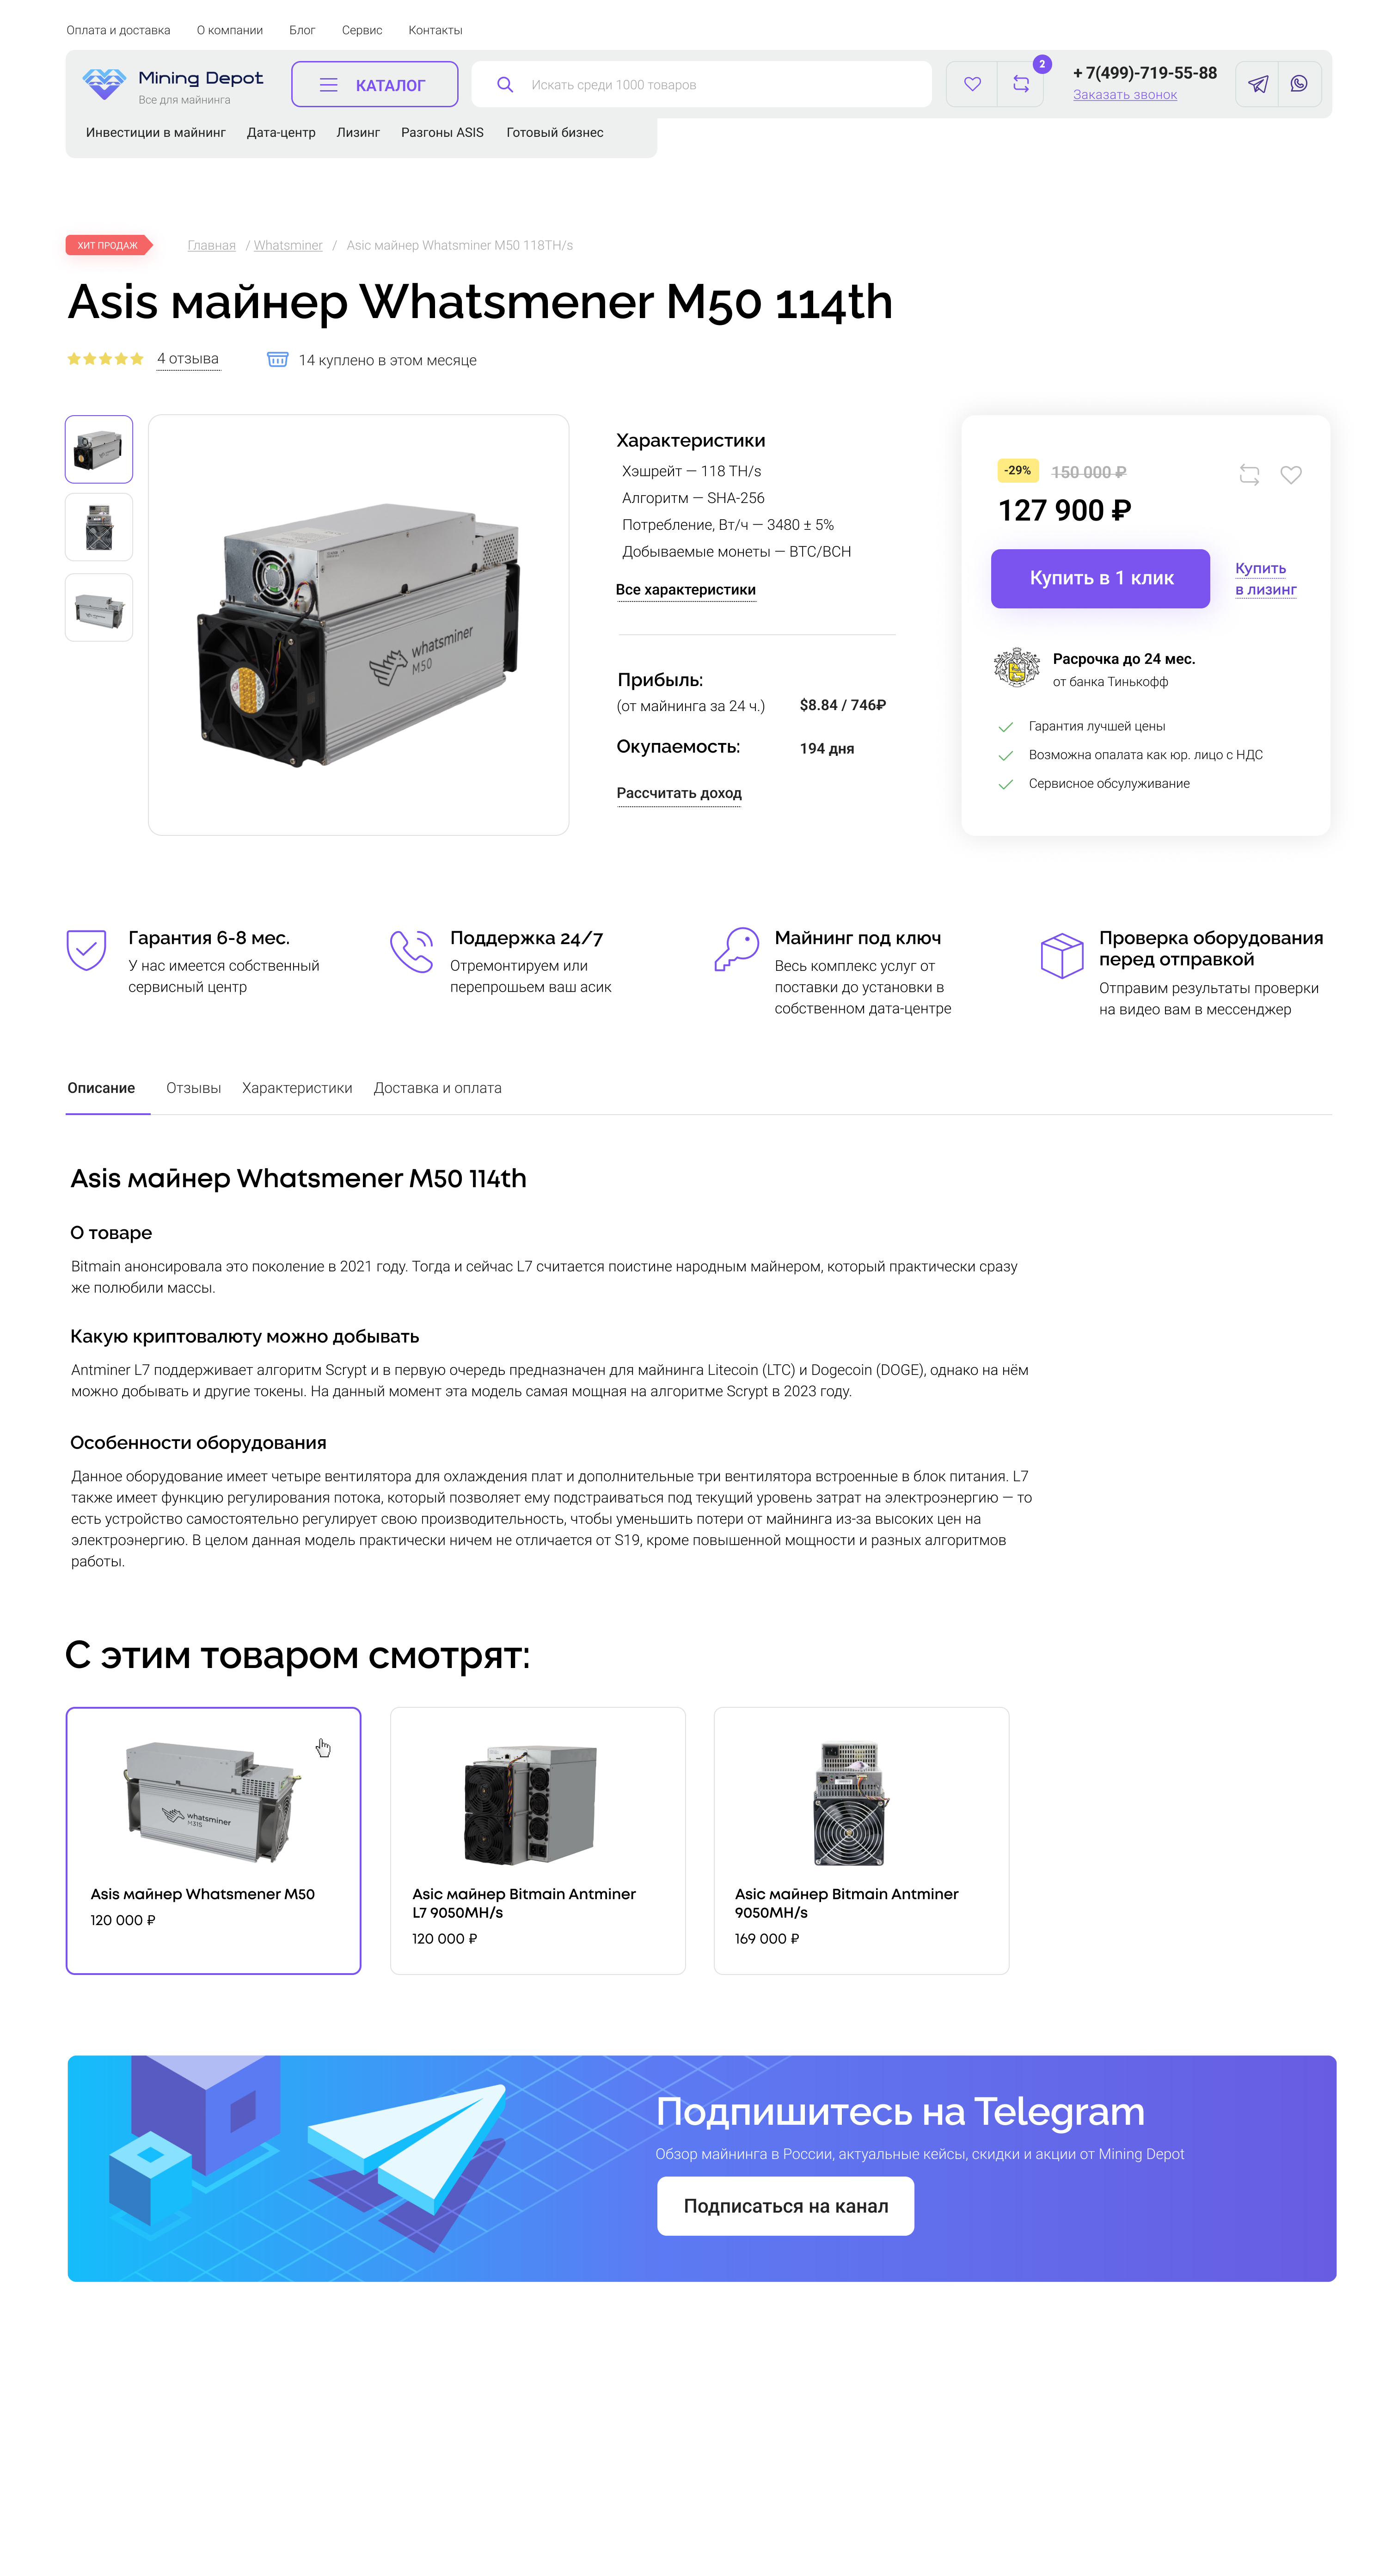 Оплата и доставка О компании Блог Сервис Контакты
Mining Depot
Все для майнинга
КАТАЛОГ
Искать среди 1000 товаров
2
+ 7(499)-719-55-88
Заказать звонок
Инвестиции в майнинг Дата-центр Лизинг Разгоны ASIS Готовый бизнес
ХИТ ПРОДАЖ
Главная / Whatsminer / Asic майнер Whatsminer M50 118TH/s
Asis майнер Whatsmener M50 114th
4 отзыва
14 куплено в этом месяце
whatsminer
M50
Характеристики
Хэшрейт — 118 TH/s
Алгоритм — SHA-256
Потребление, Вт/ч — 3480 ± 5%
Добываемые монеты — BTC/BCH
Все характеристики
Прибыль:
(от майнинга за 24 ч.) $8.84 / 746₽
Окупаемость: 194 дня
Рассчитать доход
-29% 150 000 ₽
127 900 ₽
Купить в 1 клик
Купить
в лизинг
Расрочка до 24 мес.
от банка Тинькофф
Гарантия лучшей цены
Возможна опалата как юр. лицо с НДС
Сервисное обсулуживание
Гарантия 6-8 мес.
У нас имеется собственный
сервисный центр
Поддержка 24/7
Отремонтируем или
перепрошьем ваш асик
Майнинг под ключ
Весь комплекс услуг от
поставки до установки в
собственном дата-центре
Проверка оборудования
перед отправкой
Отправим результаты проверки
на видео вам в мессенджер
Описание Отзывы Характеристики Доставка и оплата
Asis майнер Whatsmener M50 114th
О товаре
Bitmain анонсировала это поколение в 2021 году. Тогда и сейчас L7 считается поистине народным майнером, который практически сразу
же полюбили массы.
Какую криптовалюту можно добывать
Antminer L7 поддерживает алгоритм Scrypt и в первую очередь предназначен для майнинга Litecoin (LTC) и Dogecoin (DOGE), однако на нём
можно добывать и другие токены. На данный момент эта модель самая мощная на алгоритме Scrypt в 2023 году.
Особенности оборудования
Данное оборудование имеет четыре вентилятора для охлаждения плат и дополнительные три вентилятора встроенные в блок питания. L7
также имеет функцию регулирования потока, который позволяет ему подстраиваться под текущий уровень затрат на электроэнергию — то
есть устройство самостоятельно регулирует свою производительность, чтобы уменьшить потери от майнинга из-за высоких цен на
электроэнергию. В целом данная модель практически ничем не отличается от S19, кроме повышенной мощности и разных алгоритмов
работы.
С этим товаром смотрят:
whatsminer
M31S
Asis майнер Whatsmener M50
120 000 ₽
Asic майнер Bitmain Antminer
L7 9050MH/s
120 000 ₽
Asic майнер Bitmain Antminer
9050MH/s
169 000 ₽
Подпишитесь на Telegram
Обзор майнинга в России, актуальные кейсы, скидки и акции от Mining Depot
Подписаться на канал